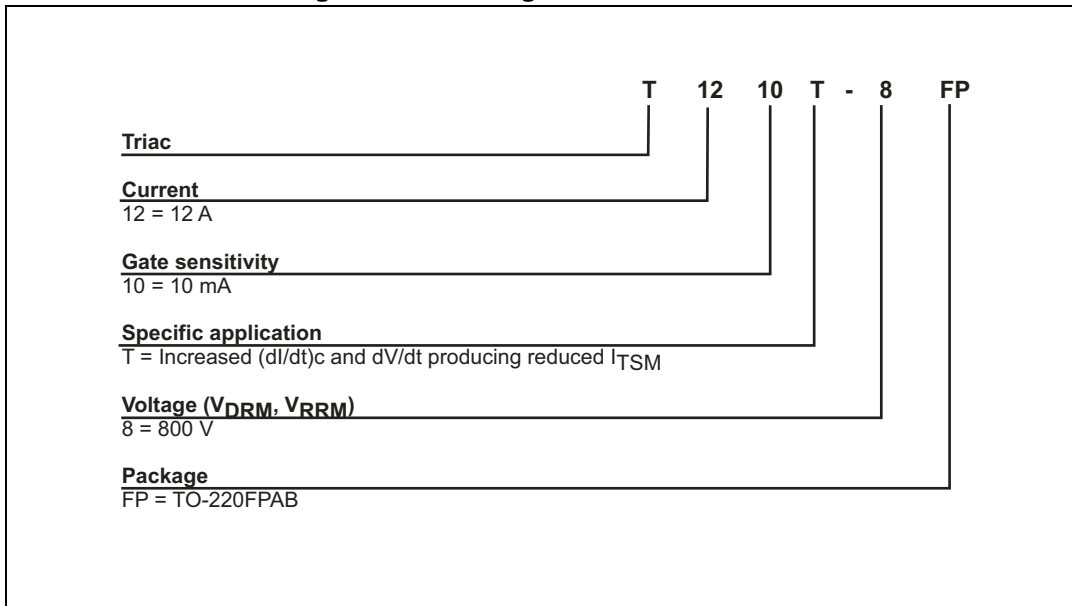 T 12 10 T - 8 FP
Triac
Current
12 = 12 A
Gate sensitivity
10 = 10 mA
Specific application
T = Increased (dI/dt)c and dV/dt producing reduced ITSM
Voltage (VDRM, VRRM)
8 = 800 V
Package
FP = TO-220FPAB